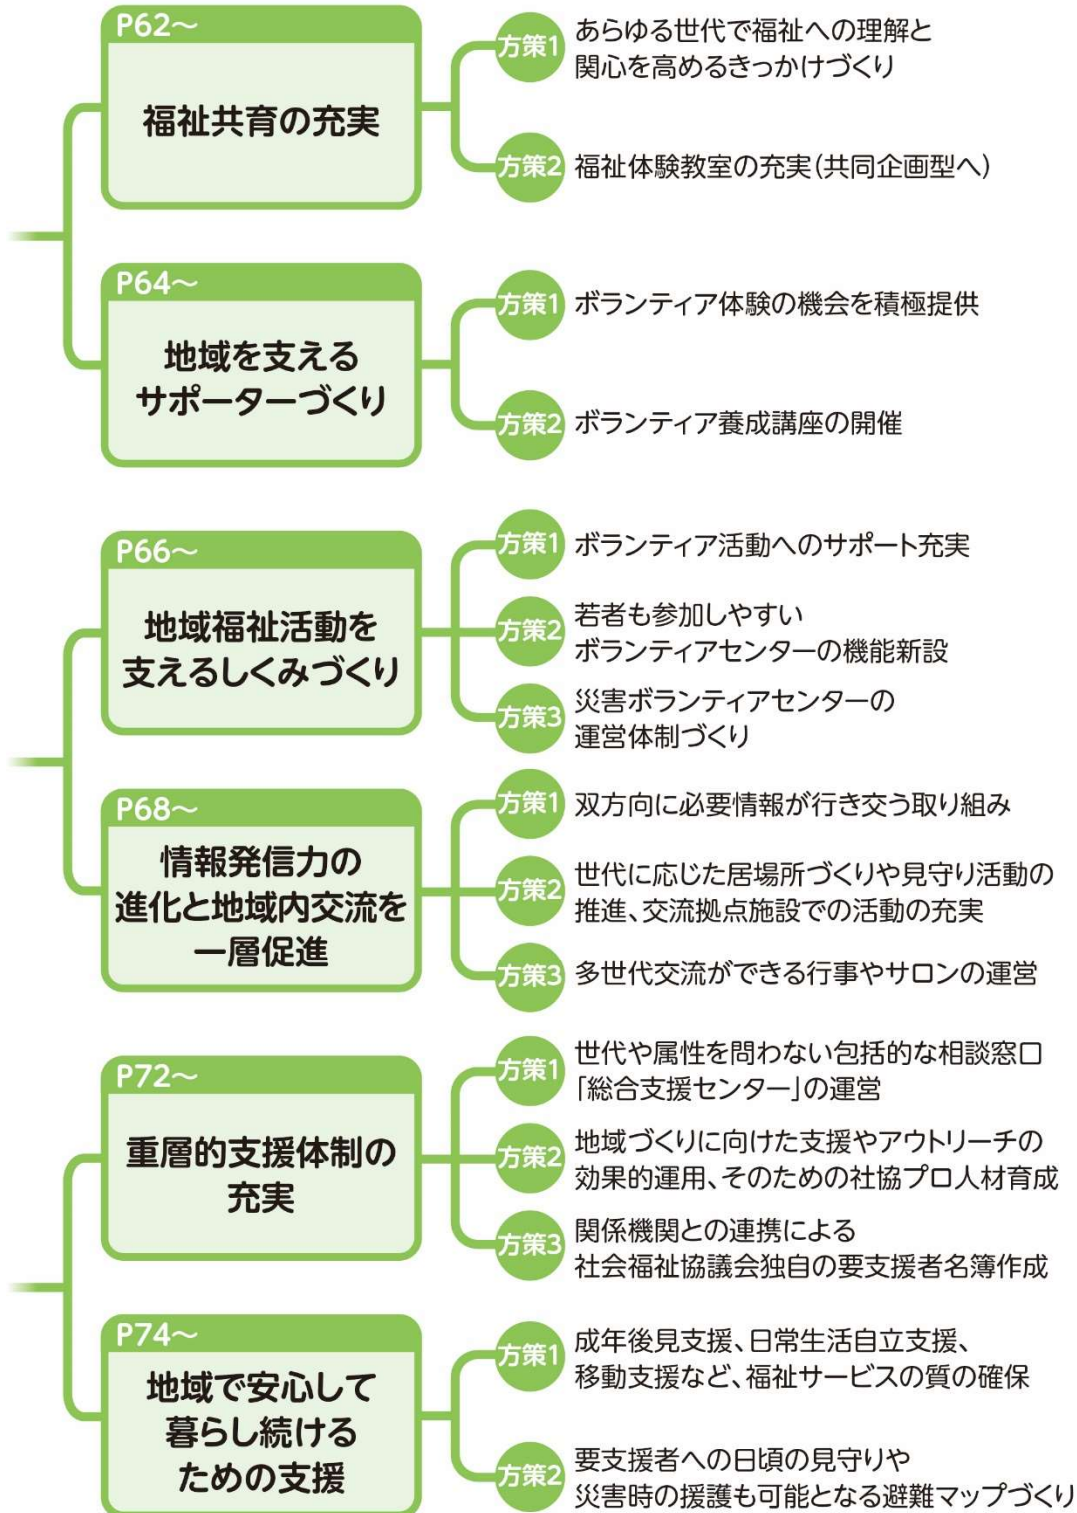 P62～
福祉共育の充実
方策1
あらゆる世代で福祉への理解と
関心を高めるきっかけづくり
方策2
福祉体験教室の充実（共同企画型へ）
P64～
地域を支える
サポーターづくり
方策1
ボランティア体験の機会を積極提供
方策2
ボランティア養成講座の開催
P66～
地域福祉活動を
支えるしくみづくり
方策1
ボランティア活動へのサポート充実
方策2
若者も参加しやすい
ボランティアセンターの機能新設
方策3
災害ボランティアセンターの
運営体制づくり
P68～
情報発信力の
進化と地域内交流を
一層促進
方策1
双方向に必要情報が行き交う取り組み
方策2
世代に応じた居場所づくりや見守り活動の
推進、交流拠点施設での活動の充実
方策3
多世代交流ができる行事やサロンの運営
P72～
重層的支援体制の
充実
方策1
世代や属性を問わない包括的な相談窓口
「総合支援センター」の運営
方策2
地域づくりに向けた支援やアウトリーチの
効果的運用、そのための社協プロ人材育成
方策3
関係機関との連携による
社会福祉協議会独自の要支援者名簿作成
P74～
地域で安心して
暮らし続ける
ための支援
方策1
成年後見支援、日常生活自立支援、
移動支援など、福祉サービスの質の確保
方策2
要支援者への日頃の見守りや
災害時の援護も可能となる避難マップづくり